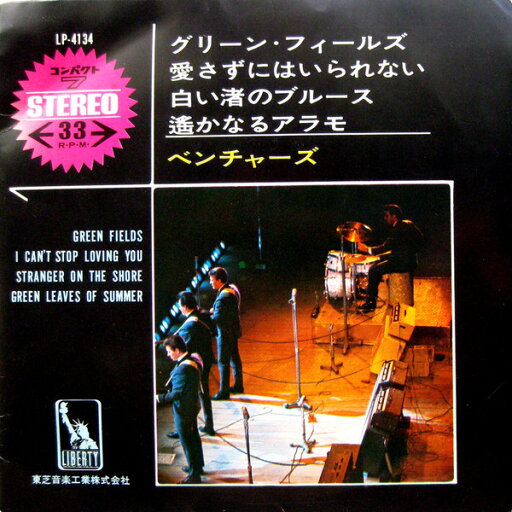 LP-4134
コンパクト
7
STEREO
33
R・P・M・
グリーン・フィールズ
愛さずにはいられない
白い渚のブルース
遙かなるアラモ
ベンチャーズ
GREEN FIELDS
I CAN'T STOP LOVING YOU
STRANGER ON THE SHORE
GREEN LEAVES OF SUMMER
LIBERTY
東芝音楽工業株式会社